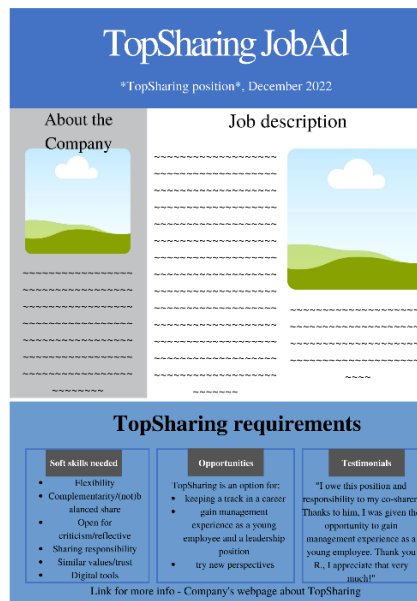 TopSharing JobAd
*TopSharing position*, December 2022
About the
Company
Job description
~~~~~~~~~~~~~~~~~
~~~~~~~~~~~~~~~~~
~~~~~~~~~~~~~~~~~
~~~~~~~~~~~~~~~~~
~~~~~~~~~~~~~~~~~
~~~~~~~~~~~~~~~~~
~~~~~~~~~~~~~~~~~
~~~~~~~~
~~~~~~~~~~~~~~~~~~~
~~~~~~~~~~~~~~~~~~~
~~~~~~~~~~~~~~~~~~~
~~~~~~~~~~~~~~~~~~~
~~~~~~~~~~~~~~~~~~~
~~~~~~~~~~~~~~~~~~~
~~~~~~~~~~~~~~~~~~~
~~~~~~~~~~~~~~~~~~~
~~~~~~~~~~~~~~~~~~~
~~~~~~~~~~~~~~~~~~~
~~~~~~~~~~~~~~~~~~~
~~~~~~~~~~~~~~~~~~~
~~~~~~~~~~~~~~~~~~~
~~~~~~~~~~~~~~~~~~~
~~~~~~~
~~~~~~~~~~~~~~~~~~~~
~~~~~~~~~~~~~~~~~~~~
~~~~~~~~~~~~~~~~~~~~
~~~~~~~~~~~~~~~~~~~~
~~~~
TopSharing requirements
Soft skills needed
• Flexibility
• Complementarity/(not)b
alanced share
• Open for
criticism/reflective
• Sharing responsibility
• Similar values/trust
• Digital tools
Opportunities
TopSharing is an option for:
• keeping a track in a career
• gain management
experience as a young
employee and a leadership
position
• try new perspectives
Testimonials
"I owe this position and
responsibility to my co-sharer.
Thanks to him, I was given the
opportunity to gain
management experience as a
young employee. Thank you
R., I appreciate that very
much!"
Link for more info - Company's webpage about TopSharing